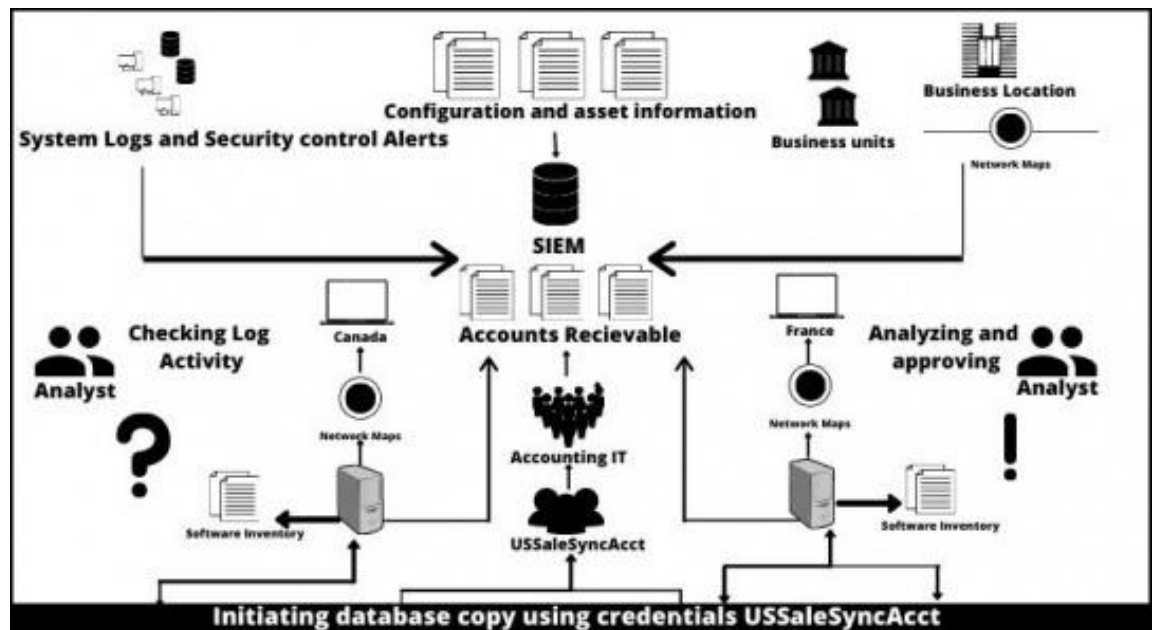 Configuration and asset information
Business Location
System Logs and Security control Alerts
Business units
Network Maps
SIEM
Checking Log
Activity
Analyst
Canada
Accounts Recievable
France
Analyzing and
approving
Analyst
Network Maps
Network Maps
Accounting IT
Software Inventory
USSaleSyncAcct
Software Inventory
Initiating database copy using credentials USSaleSyncAcct